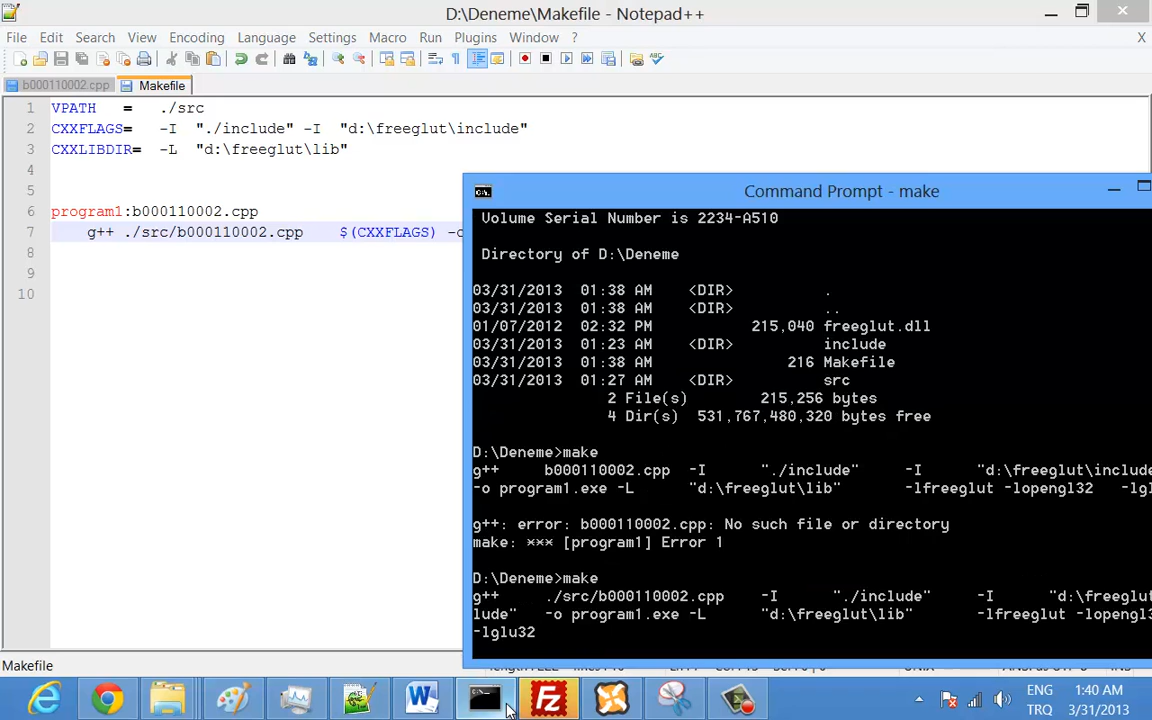 D:\Deneme\Makefile - Notepad++
File Edit Search View Encoding Language Settings Macro Run Plugins Window ? X
b000110002.cpp Makefile
1 VPATH = ./src
2 CXXFLAGS= -I "./include" -I "d:\freeglut\include"
3 CXXLIBDIR= -L "d:\freeglut\lib"
4
5
6 program1:b000110002.cpp
7 g++ ./src/b000110002.cpp $(CXXFLAGS)
8
9
10
Command Prompt - make
Volume Serial Number is 2234-A510
Directory of D:\Deneme
03/31/2013 01:38 AM <DIR> .
03/31/2013 01:38 AM <DIR> ..
01/07/2012 02:32 PM 215,040 freeglut.dll
03/31/2013 01:23 AM <DIR> include
03/31/2013 01:38 AM 216 Makefile
03/31/2013 01:27 AM <DIR> src
2 File(s) 215,256 bytes
4 Dir(s) 531,767,480,320 bytes free
D:\Deneme>make
g++ b000110002.cpp -I "./include" -I "d:\freeglut\include
-o program1.exe -L "d:\freeglut\lib" -lfreeglut -lopengl32 -lgl
g++: error: b000110002.cpp: No such file or directory
make: *** [program1] Error 1
D:\Deneme>make
g++ ./src/b000110002.cpp -I "./include" -I "d:\freeglut
lude" -o program1.exe -L "d:\freeglut\lib" -lfreeglut -lopengl3
-lglu32
Makefile
ENG 1:40 AM
TRQ 3/31/2013